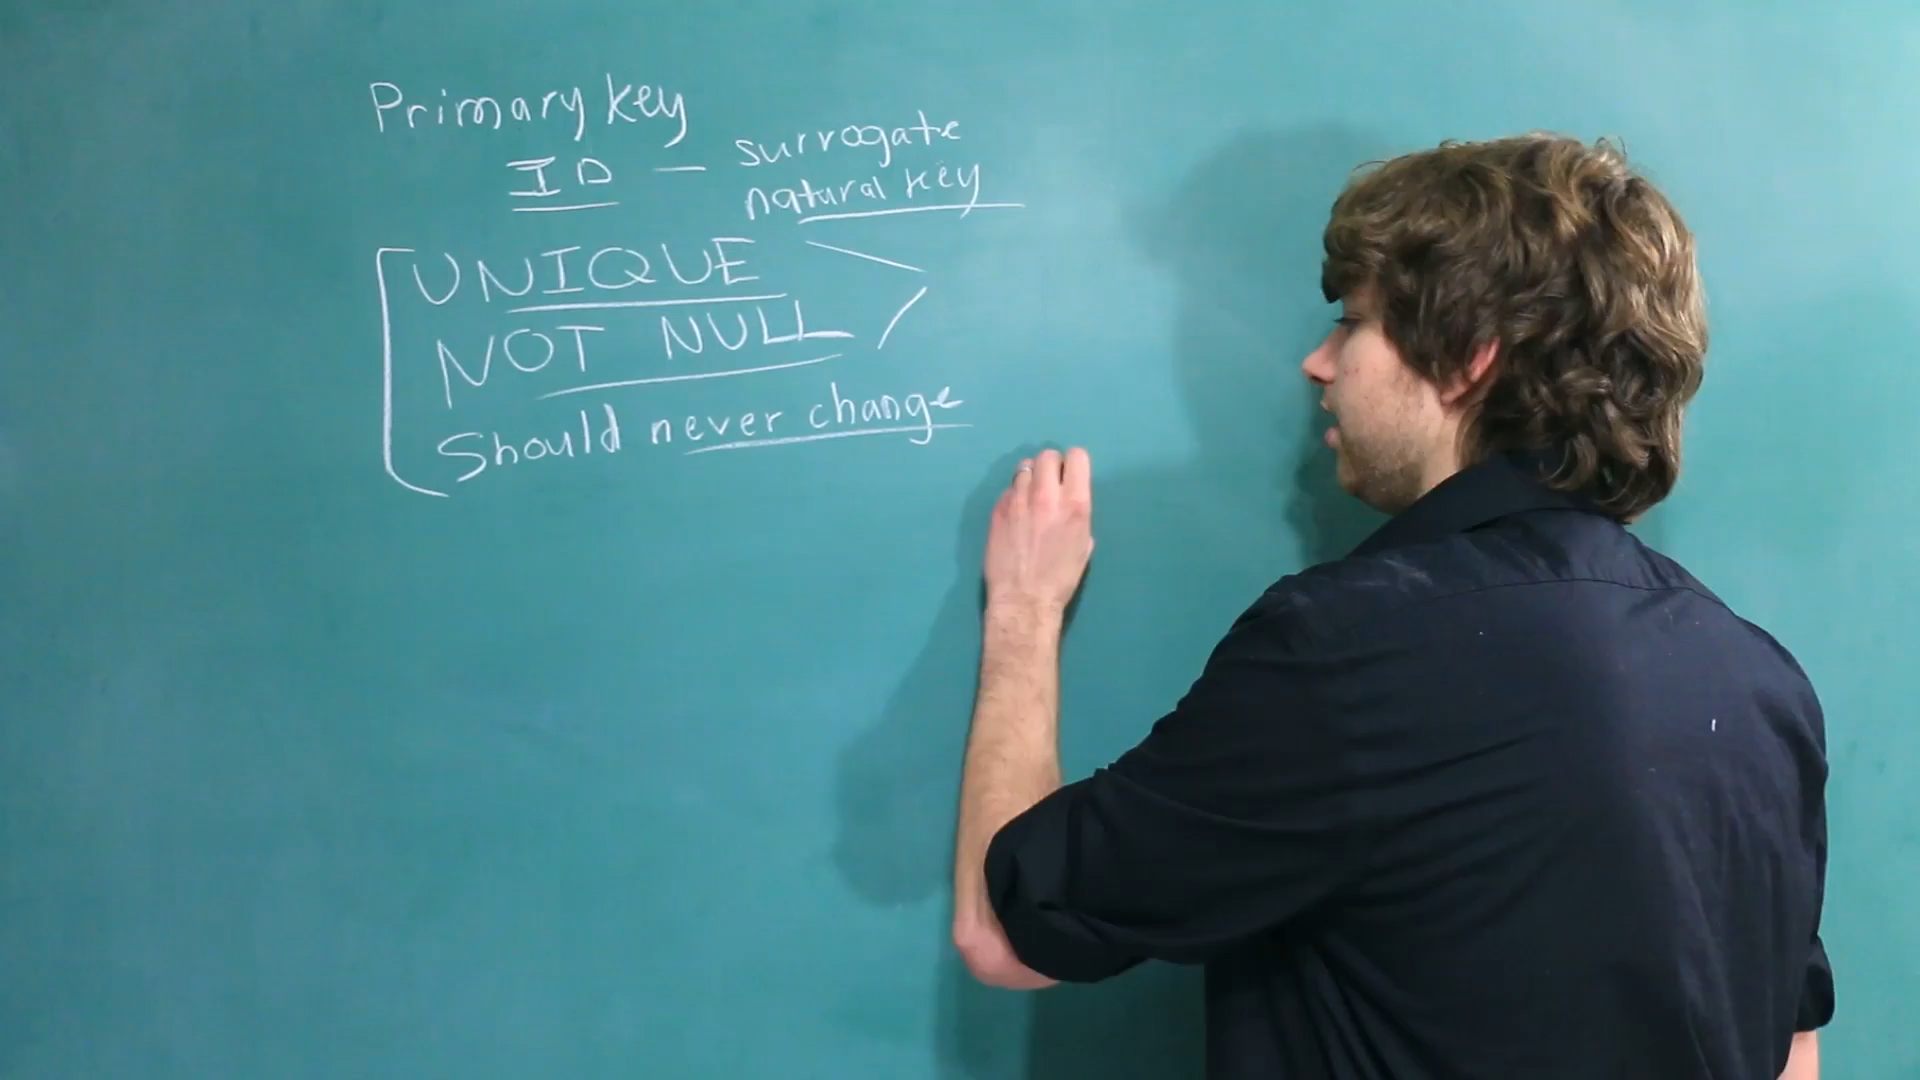 Primary key
ID — surrogate
natural key
UNIQUE
NOT NULL
Should never change